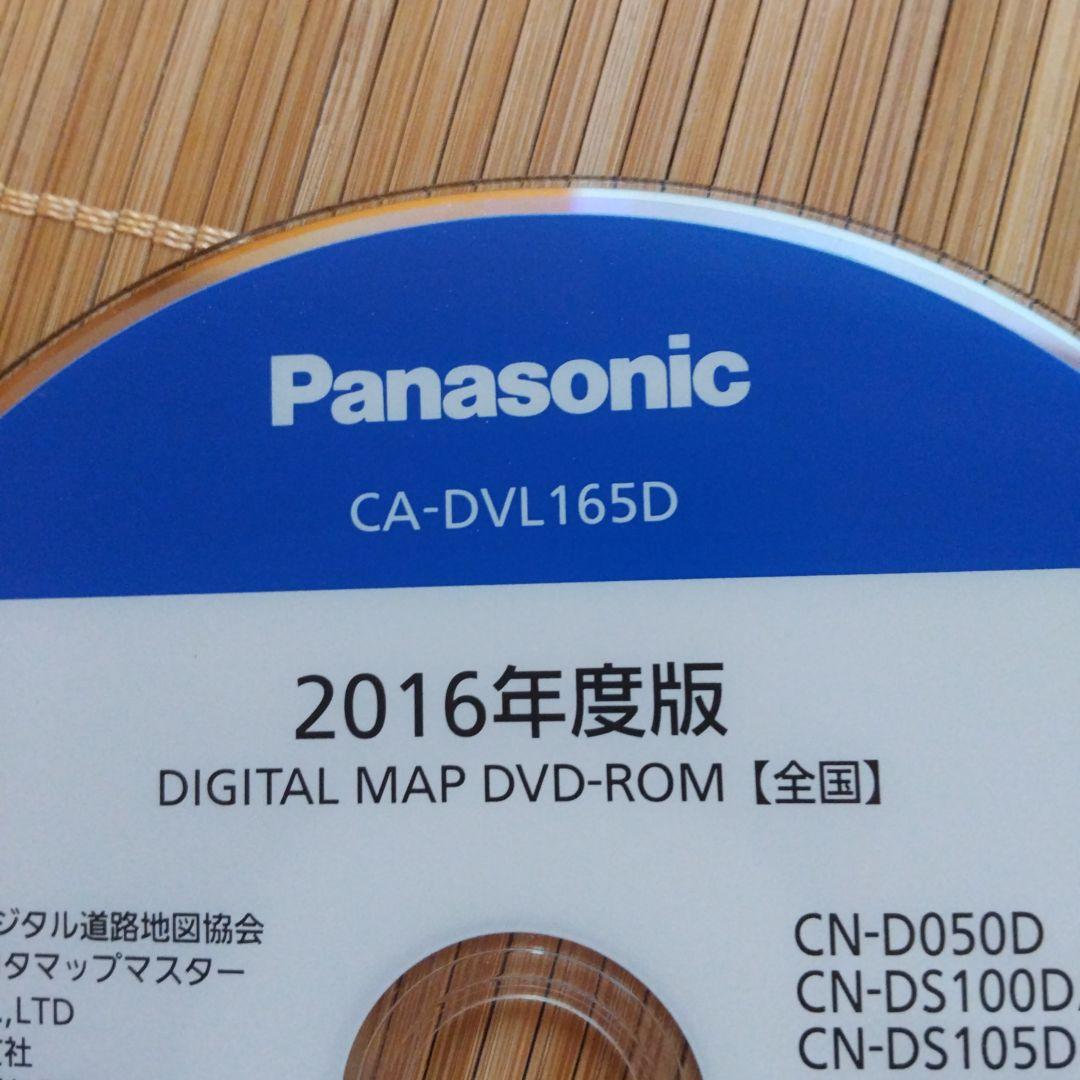 Panasonic
CA-DVL165D
2016年度版
DIGITAL MAP DVD-ROM【全国】
ジタル道路地図協会
タマップマスター
.,LTD
社
CN-D050D
CN-DS100D
CN-DS105D